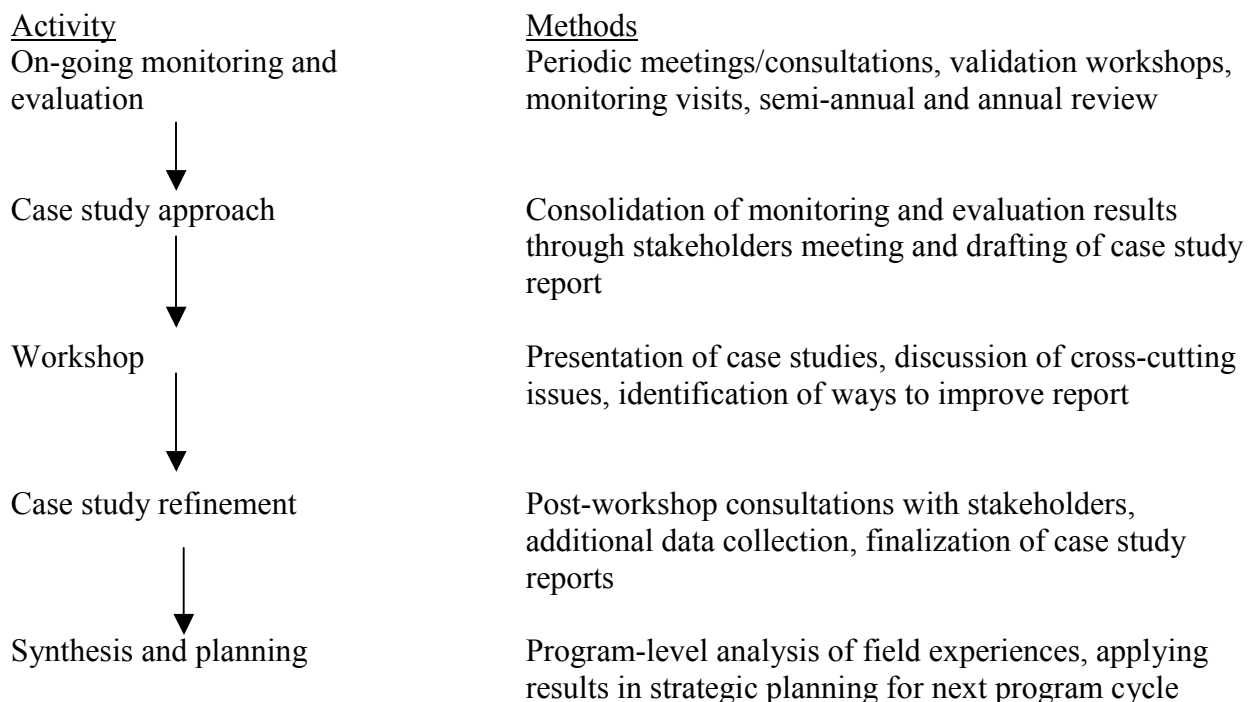 Activity
Methods
On-going monitoring and
evaluation
Periodic meetings/consultations, validation workshops,
monitoring visits, semi-annual and annual review
Case study approach
Consolidation of monitoring and evaluation results
through stakeholders meeting and drafting of case study
report
Workshop
Presentation of case studies, discussion of cross-cutting
issues, identification of ways to improve report
Case study refinement
Post-workshop consultations with stakeholders,
additional data collection, finalization of case study
reports
Synthesis and planning
Program-level analysis of field experiences, applying
results in strategic planning for next program cycle